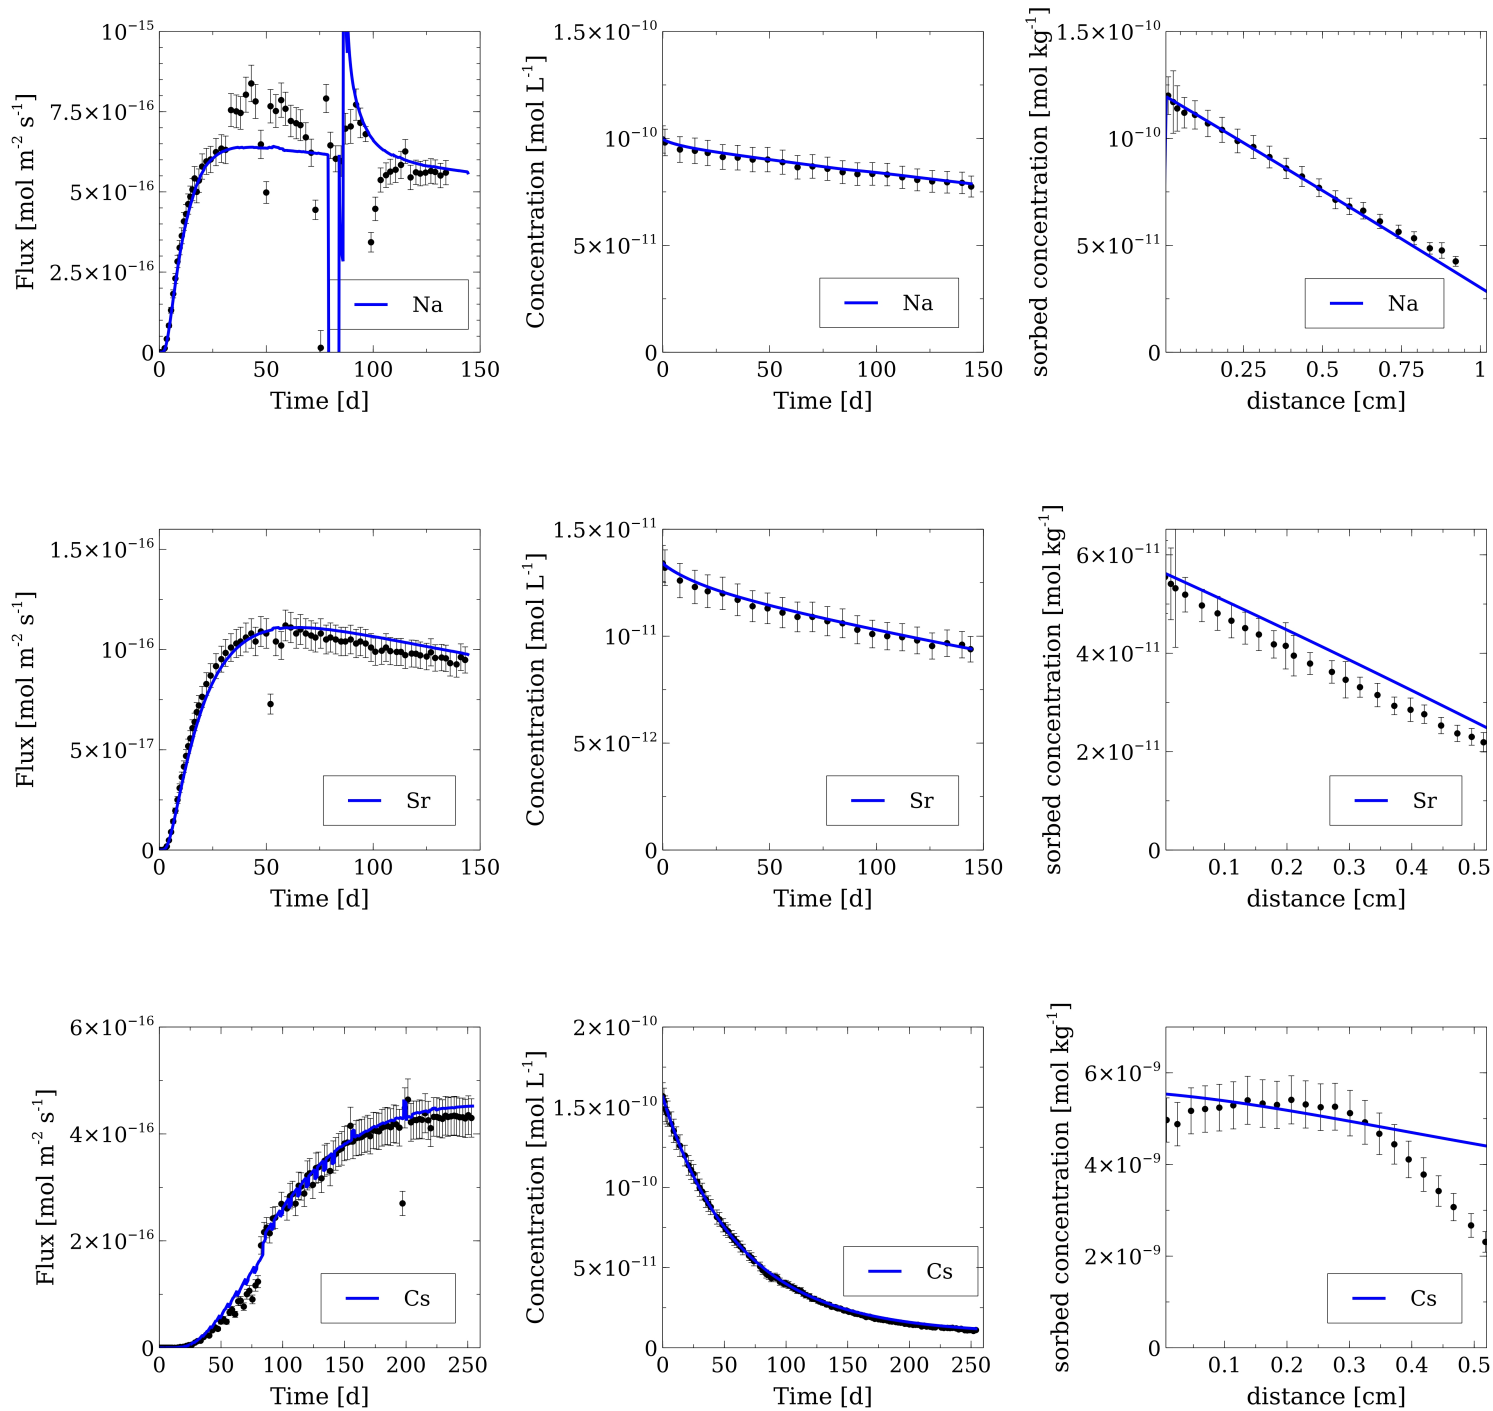 10⁻¹⁵
7.5×10⁻¹⁶
5×10⁻¹⁶
2.5×10⁻¹⁶
0
Flux [mol m⁻² s⁻¹]
0 50 100 150
Time [d]
Na
1.5×10⁻¹⁰
10⁻¹⁰
5×10⁻¹¹
0
Concentration [mol L⁻¹]
0 50 100 150
Time [d]
Na
1.5×10⁻¹⁰
10⁻¹⁰
5×10⁻¹¹
0
sorbed concentration [mol kg⁻¹]
0.25 0.5 0.75 1
distance [cm]
Na
1.5×10⁻¹⁶
10⁻¹⁶
5×10⁻¹⁷
0
Flux [mol m⁻² s⁻¹]
0 50 100 150
Time [d]
Sr
1.5×10⁻¹¹
10⁻¹¹
5×10⁻¹²
0
Concentration [mol L⁻¹]
0 50 100 150
Time [d]
Sr
6×10⁻¹¹
4×10⁻¹¹
2×10⁻¹¹
0
sorbed concentration [mol kg⁻¹]
0.1 0.2 0.3 0.4 0.5
distance [cm]
Sr
6×10⁻¹⁶
4×10⁻¹⁶
2×10⁻¹⁶
0
Flux [mol m⁻² s⁻¹]
0 50 100 150 200 250
Time [d]
Cs
2×10⁻¹⁰
1.5×10⁻¹⁰
10⁻¹⁰
5×10⁻¹¹
0
Concentration [mol L⁻¹]
0 50 100 150 200 250
Time [d]
Cs
6×10⁻⁹
4×10⁻⁹
2×10⁻⁹
0
sorbed concentration [mol kg⁻¹]
0.1 0.2 0.3 0.4 0.5
distance [cm]
Cs